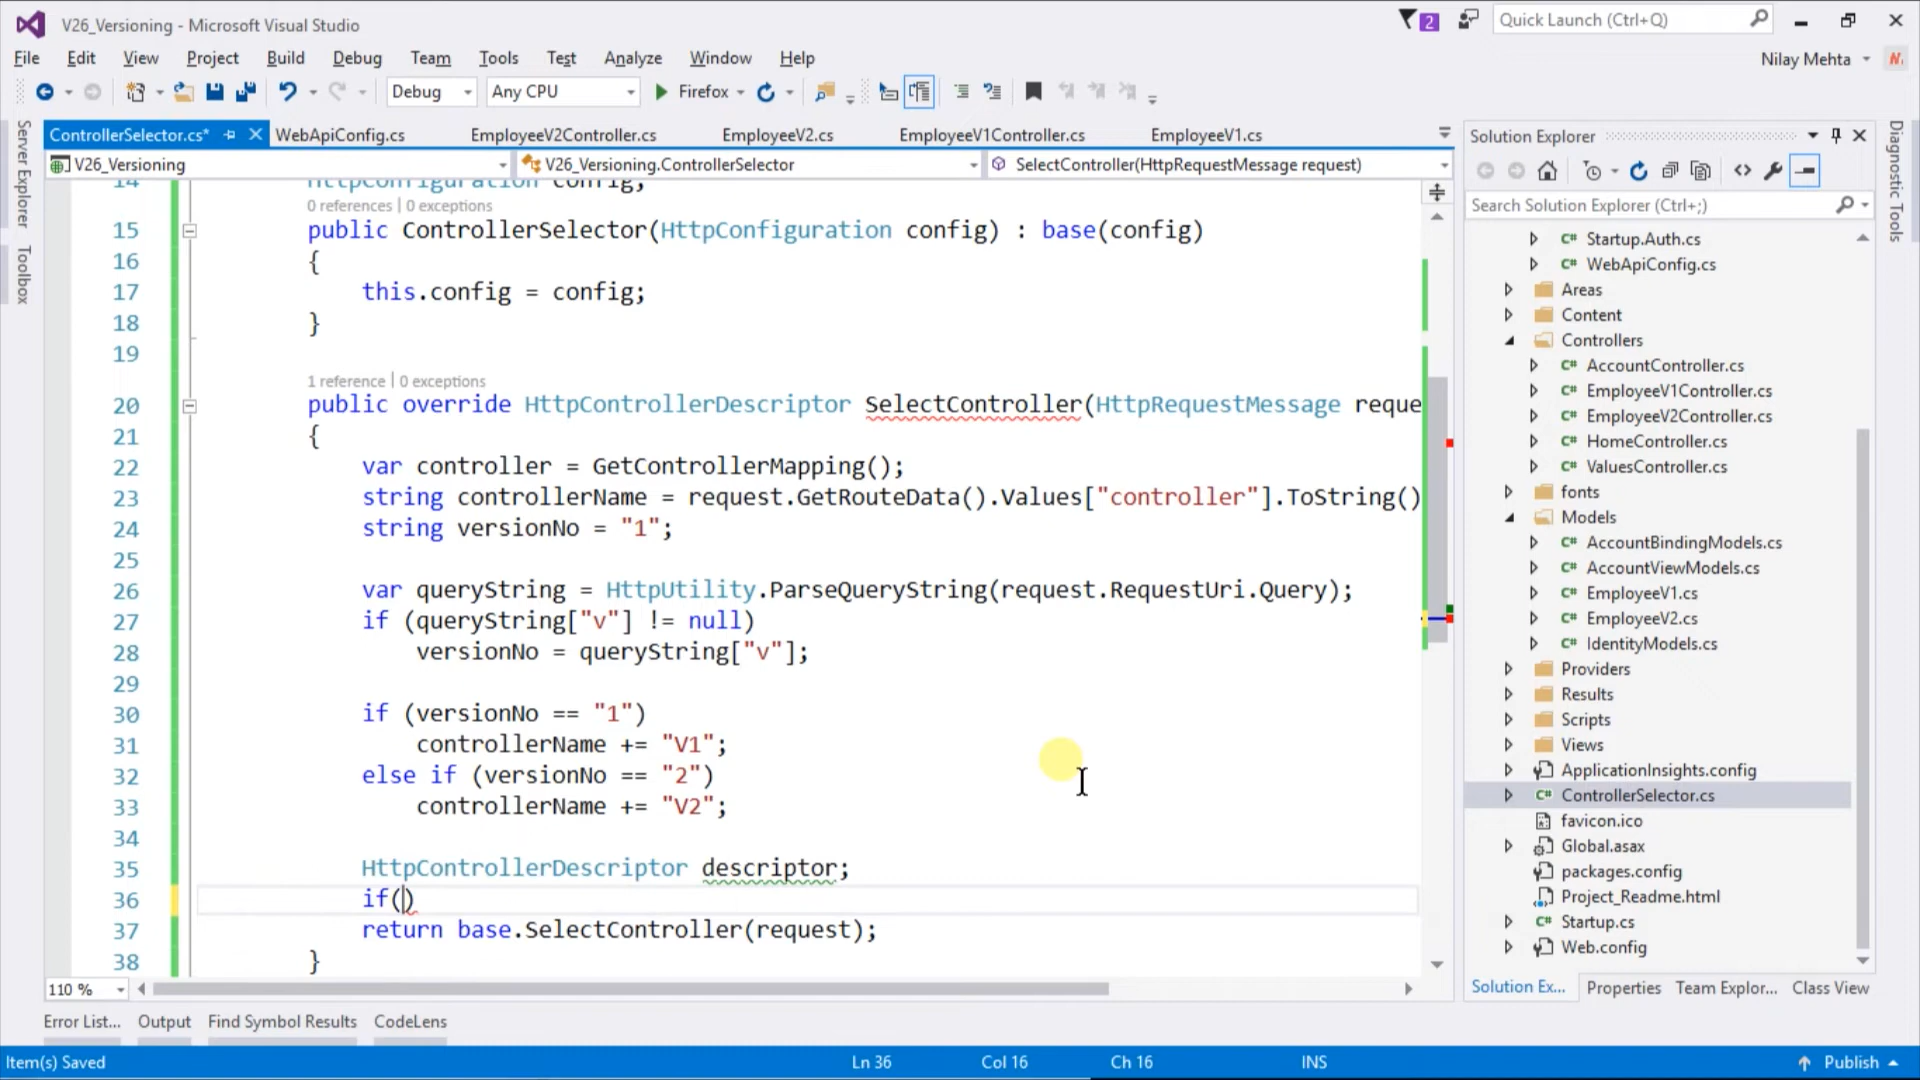 V26_Versioning - Microsoft Visual Studio
2
Quick Launch (Ctrl+Q)
File Edit View Project Build Debug Team Tools Test Analyze Window Help
Nilay Mehta
N
Debug Any CPU Firefox
Server Explorer
Toolbox
ControllerSelector.cs* WebApiConfig.cs EmployeeV2Controller.cs EmployeeV2.cs EmployeeV1Controller.cs EmployeeV1.cs
V26_Versioning V26_Versioning.ControllerSelector SelectController(HttpRequestMessage request)
14 HttpConfiguration config;
0 references | 0 exceptions
15 public ControllerSelector(HttpConfiguration config) : base(config)
16 {
17 this.config = config;
18 }
19
1 reference | 0 exceptions
20 public override HttpControllerDescriptor SelectController(HttpRequestMessage reque
21 {
22 var controller = GetControllerMapping();
23 string controllerName = request.GetRouteData().Values["controller"].ToString()
24 string versionNo = "1";
25
26 var queryString = HttpUtility.ParseQueryString(request.RequestUri.Query);
27 if (queryString["v"] != null)
28 versionNo = queryString["v"];
29
30 if (versionNo == "1")
31 controllerName += "V1";
32 else if (versionNo == "2")
33 controllerName += "V2";
34
35 HttpControllerDescriptor descriptor;
36 if()
37 return base.SelectController(request);
38 }
110 %
Error List... Output Find Symbol Results CodeLens
Solution Explorer
Search Solution Explorer (Ctrl+;)
C# Startup.Auth.cs
C# WebApiConfig.cs
Areas
Content
Controllers
C# AccountController.cs
C# EmployeeV1Controller.cs
C# EmployeeV2Controller.cs
C# HomeController.cs
C# ValuesController.cs
fonts
Models
C# AccountBindingModels.cs
C# AccountViewModels.cs
C# EmployeeV1.cs
C# EmployeeV2.cs
C# IdentityModels.cs
Providers
Results
Scripts
Views
ApplicationInsights.config
C# ControllerSelector.cs
favicon.ico
Global.asax
packages.config
Project_Readme.html
C# Startup.cs
Web.config
Solution Ex... Properties Team Explor... Class View
Diagnostic Tools
Item(s) Saved Ln 36 Col 16 Ch 16 INS Publish